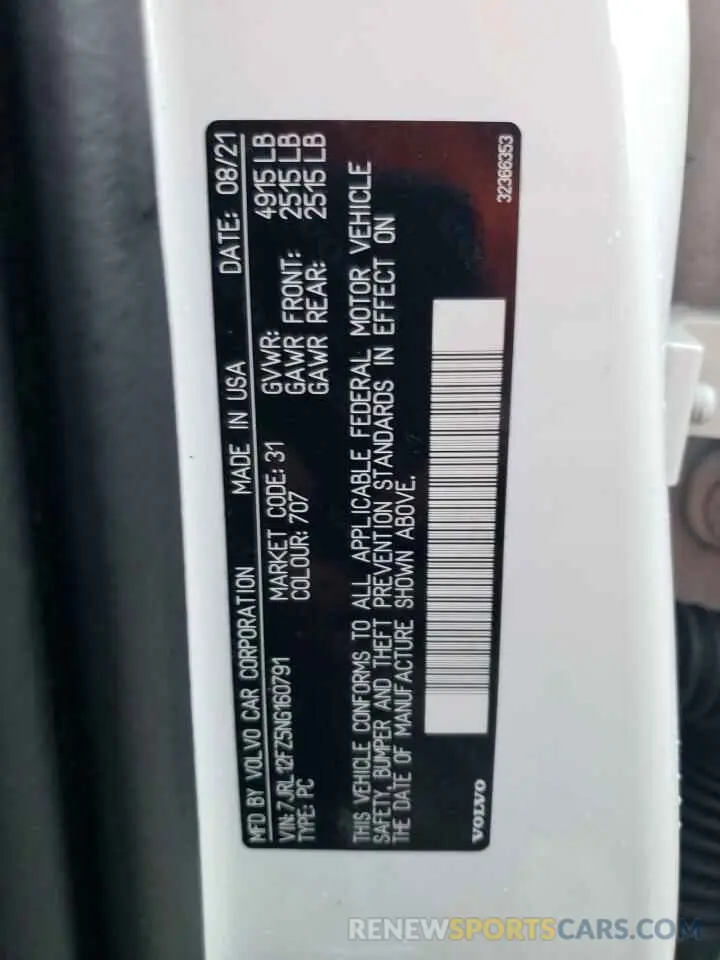 MFD BY VOLVO CAR CORPORATION MADE IN USA DATE: 08/21
VIN: 7JRL12FZ5NG160791 MARKET CODE: 31 GVWR: 4915 LB
TYPE: PC COLOUR: 707 GAWR FRONT: 2515 LB
GAWR REAR: 2515 LB
THIS VEHICLE CONFORMS TO ALL APPLICABLE FEDERAL MOTOR VEHICLE
SAFETY, BUMPER AND THEFT PREVENTION STANDARDS IN EFFECT ON
THE DATE OF MANUFACTURE SHOWN ABOVE.
VOLVO 32366353
RENEWSPORTSCARS.COM